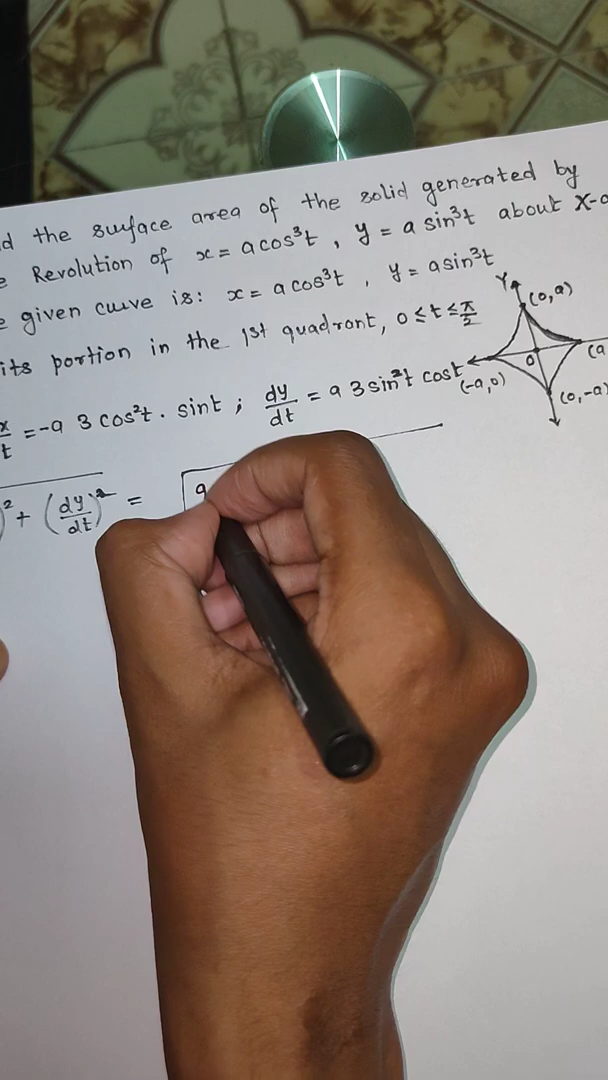 d the surface area of the solid generated by
e Revolution of x = a cos³t , y = a sin³t about X-a
e given curve is: x = a cos³t , y = a sin³t
its portion in the 1st quadrant, 0 ≤ t ≤ π/2
x/t = -a 3 cos²t . sint ; dy/dt = a 3 sin²t cost
)² + (dy/dt)² = √9
Y
(0,a)
0
(a
(-a,0)
(0,-a)